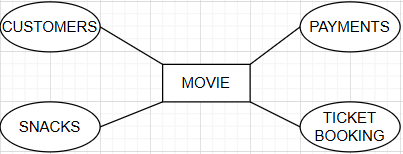 CUSTOMERS
PAYMENTS
MOVIE
SNACKS
TICKET
BOOKING